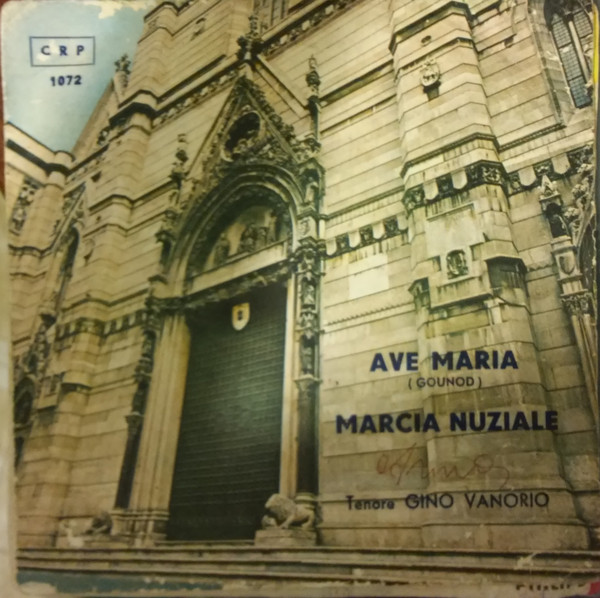 CRP
1072
AVE MARIA
(GOUNOD)
MARCIA NUZIALE
Tenore GINO VANORIO